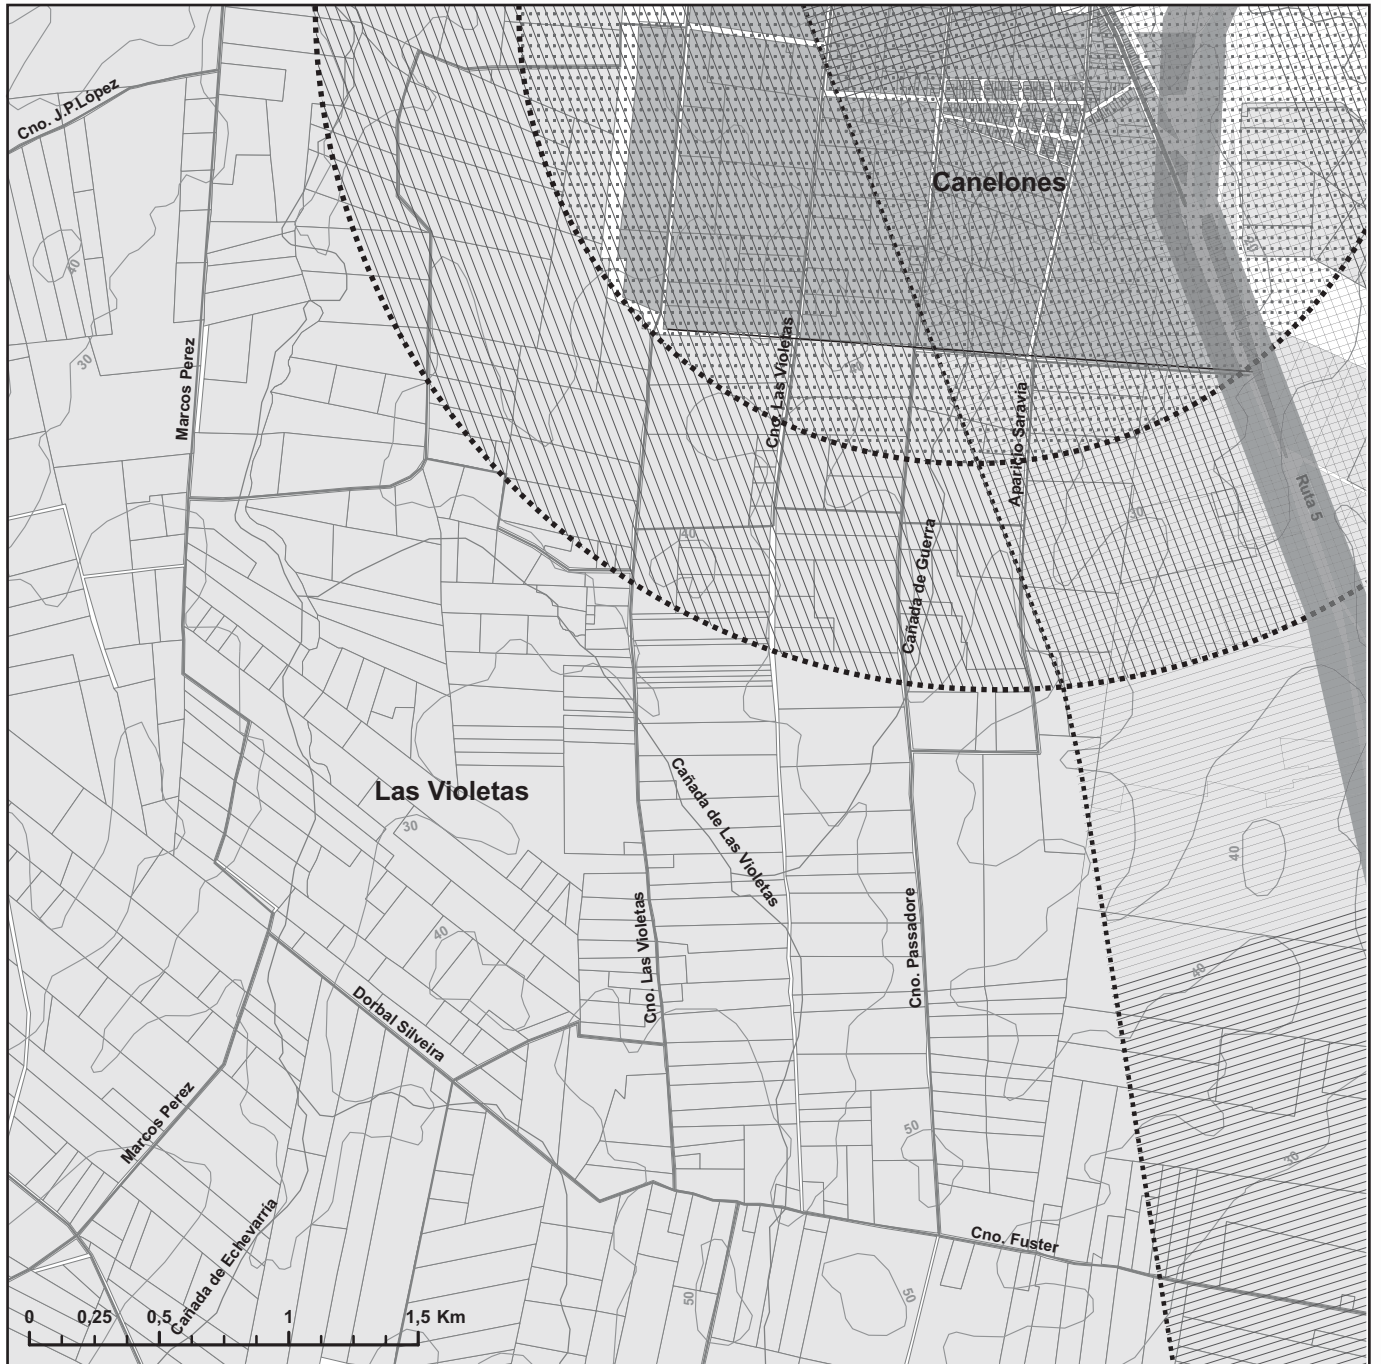 Cno. J.P.López
Canelones
40
40
30
Marcos Perez
Cno. Las Violetas
Aparicio Saravia
Ruta 5
30
40
Cañada de Guerra
Las Violetas
30
Cañada de Las Violetas
40
40
Cno. Las Violetas
Cno. Passadore
40
Dorbal Silveira
Marcos Perez
50
30
Cañada de Echevarría
Cno. Fuster
50
50
0 0,25 0,5 1 1,5 Km